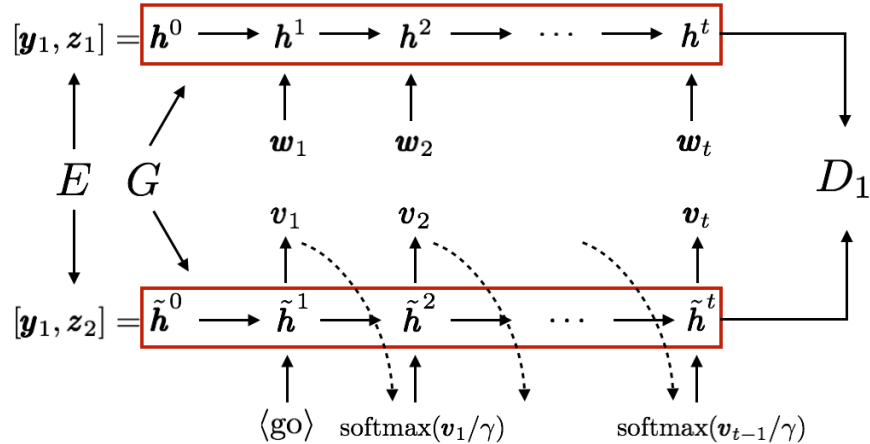 [y₁, z₁] = h⁰ h¹ h² ⋯ hᵗ
w₁ w₂ wₜ
E G D₁
v₁ v₂ vₜ
[y₁, z₂] = h̃⁰ h̃¹ h̃² ⋯ h̃ᵗ
⟨go⟩ softmax(v₁/γ) softmax(vₜ₋₁/γ)